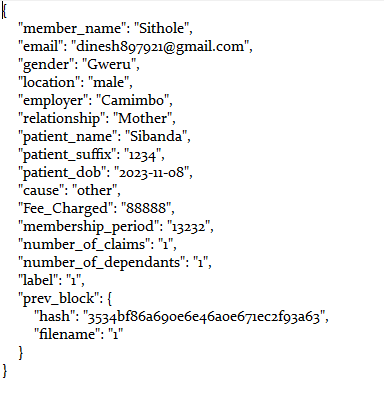 {
"member_name": "Sithole",
"email": "dinesh897921@gmail.com",
"gender": "Gweru",
"location": "male",
"employer": "Camimbo",
"relationship": "Mother",
"patient_name": "Sibanda",
"patient_suffix": "1234",
"patient_dob": "2023-11-08",
"cause": "other",
"Fee_Charged": "88888",
"membership_period": "13232",
"number_of_claims": "1",
"number_of_dependants": "1",
"label": "1",
"prev_block": {
"hash": "3534bf86a690e6e46a0e671ec2f93a63",
"filename": "1"
}
}